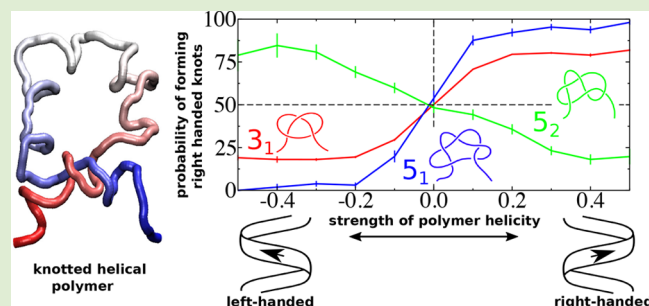 knotted helical
polymer
probability of forming
right handed knots
100
75
50
25
0
3₁
5₁
5₂
-0.4
-0.2
0.0
0.2
0.4
strength of polymer helicity
left-handed
right-handed